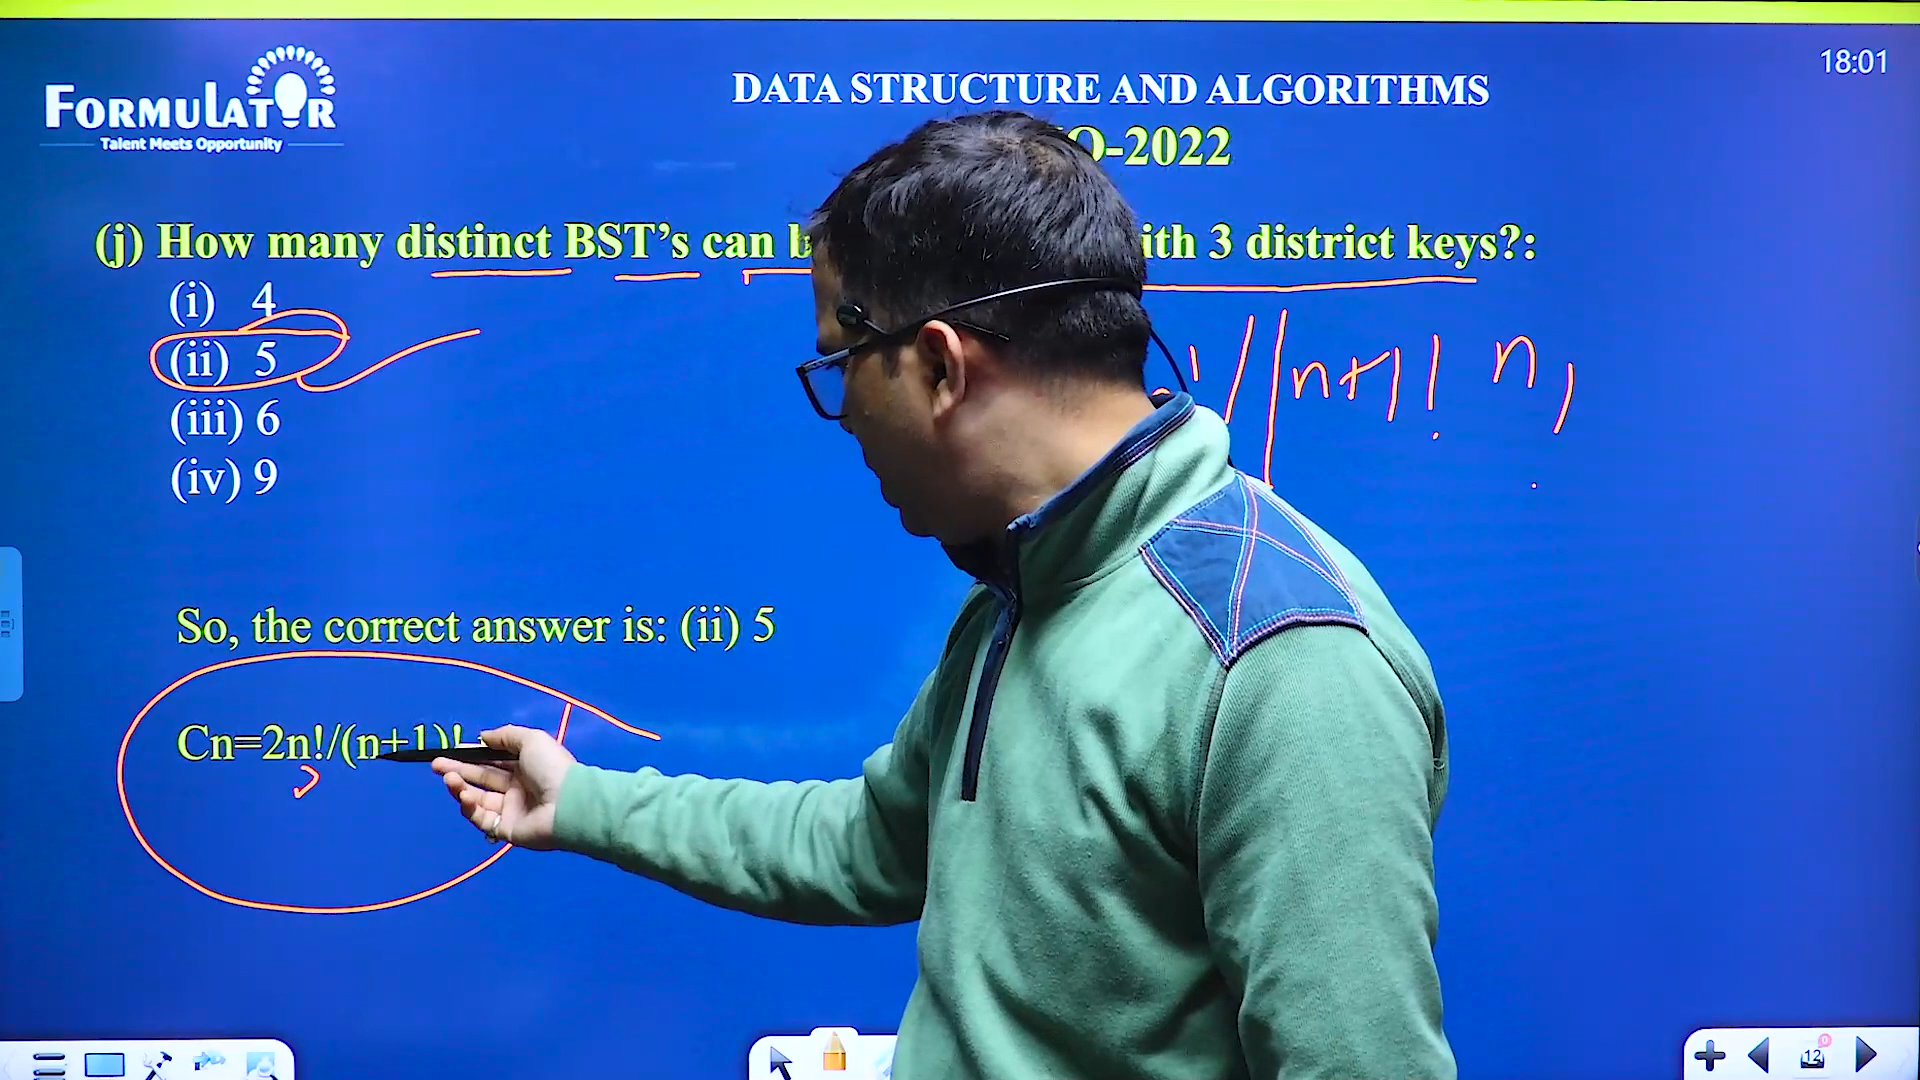 18:01
FORMULATOR
Talent Meets Opportunity
DATA STRUCTURE AND ALGORITHMS
-2022
(j) How many distinct BST's can 3 district keys?:
(i) 4
(ii) 5
(iii) 6
(iv) 9
n+1! n,
So, the correct answer is: (ii) 5
Cn=2n!/(n+1)!
12